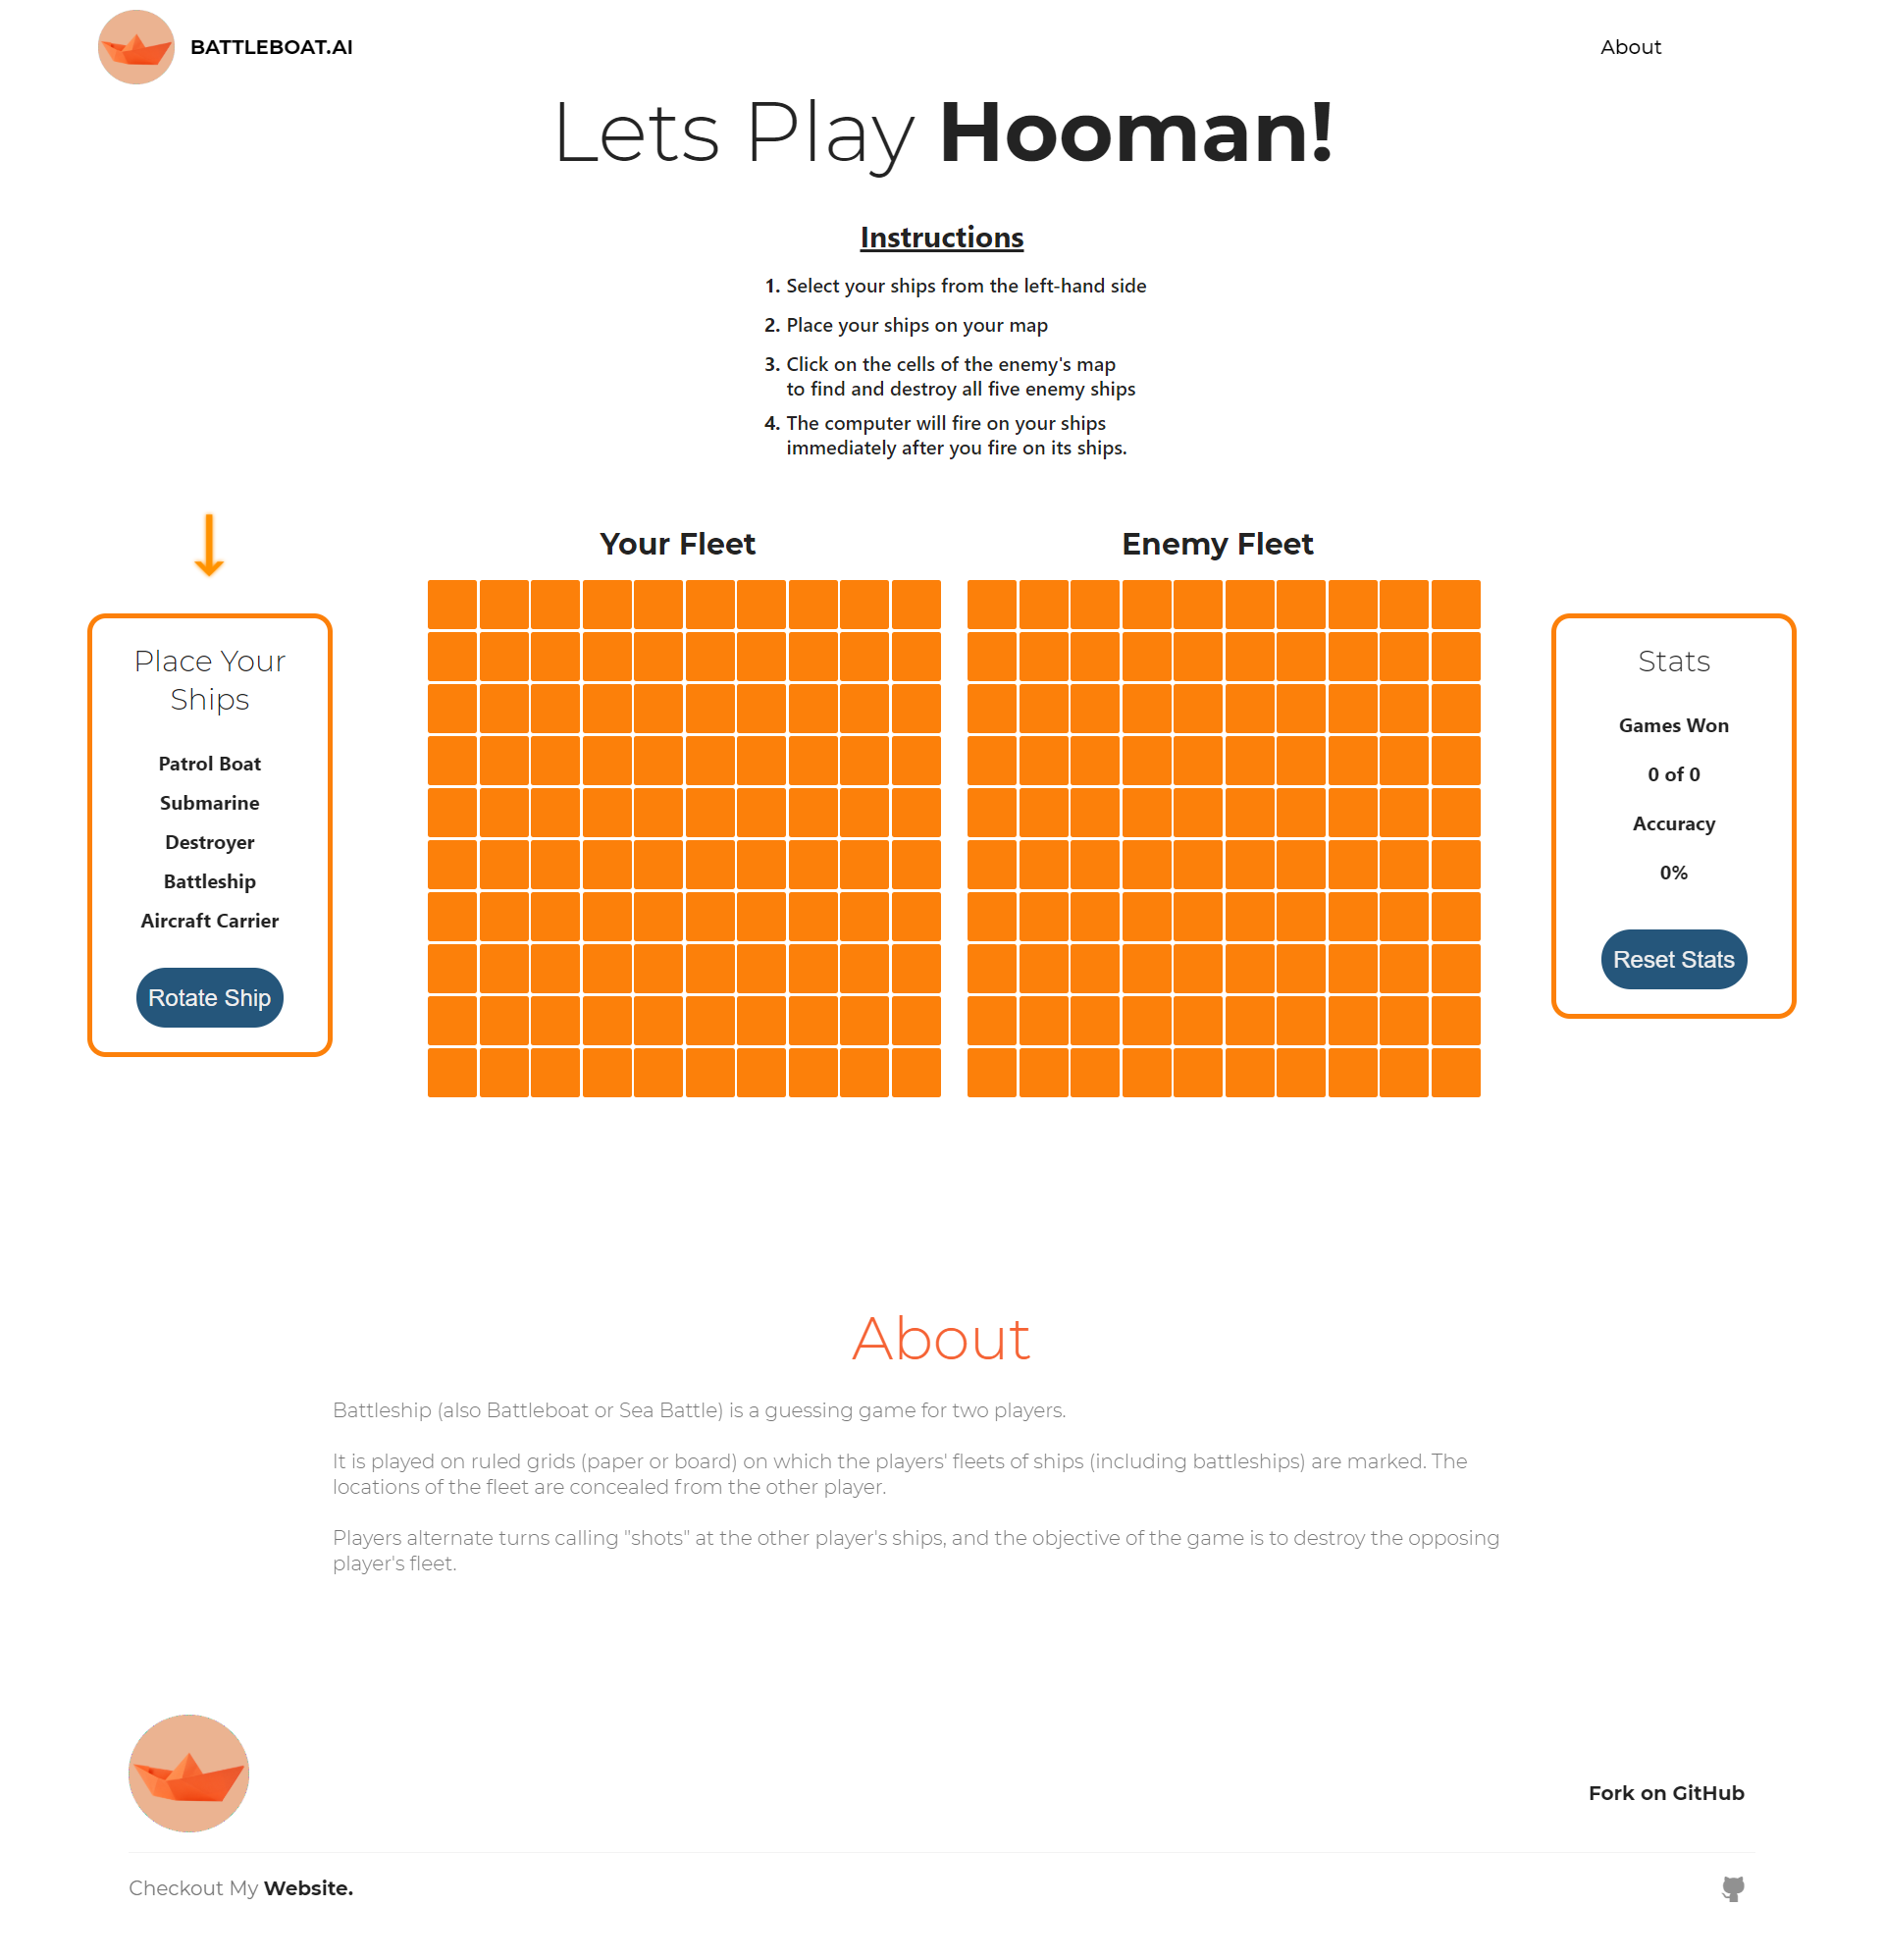 BATTLEBOAT.AI
About
Lets Play Hooman!
Instructions
1. Select your ships from the left-hand side
2. Place your ships on your map
3. Click on the cells of the enemy's map
to find and destroy all five enemy ships
4. The computer will fire on your ships
immediately after you fire on its ships.
Place Your
Ships
Patrol Boat
Submarine
Destroyer
Battleship
Aircraft Carrier
Rotate Ship
Your Fleet
Enemy Fleet
Stats
Games Won
0 of 0
Accuracy
0%
Reset Stats
About
Battleship (also Battleboat or Sea Battle) is a guessing game for two players.
It is played on ruled grids (paper or board) on which the players' fleets of ships (including battleships) are marked. The
locations of the fleet are concealed from the other player.
Players alternate turns calling "shots" at the other player's ships, and the objective of the game is to destroy the opposing
player's fleet.
Fork on GitHub
Checkout My Website.